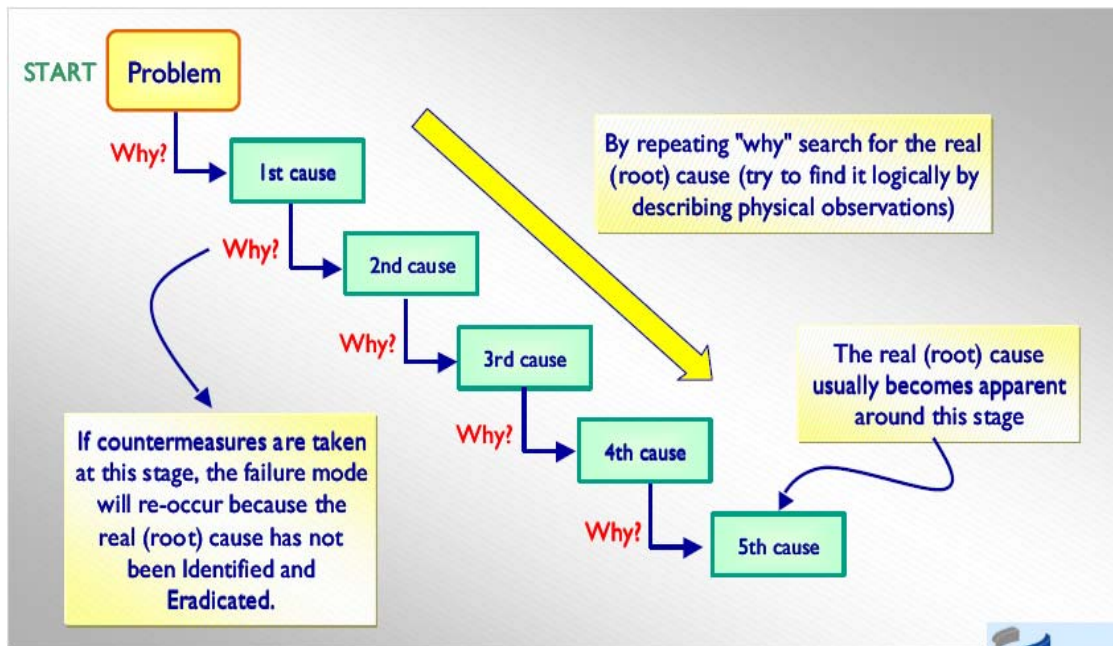 START
Problem
Why?
1st cause
By repeating "why" search for the real
(root) cause (try to find it logically by
describing physical observations)
Why?
2nd cause
Why?
3rd cause
The real (root) cause
usually becomes apparent
around this stage
If countermeasures are taken
at this stage, the failure mode
will re-occur because the
real (root) cause has not
been Identified and
Eradicated.
Why?
4th cause
Why?
5th cause